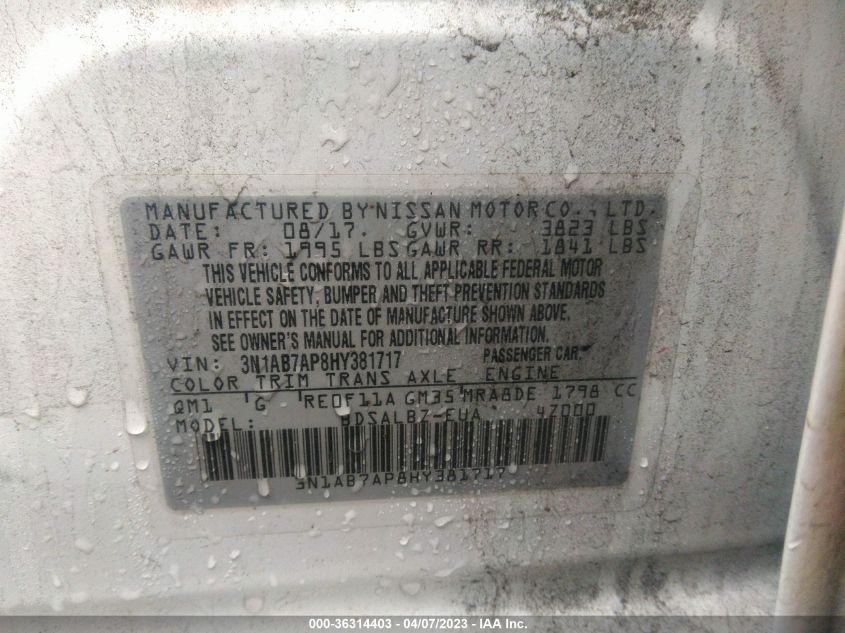 MANUFACTURED BY NISSAN MOTOR CO., LTD.
DATE: 08/17. GVWR: 3823 LBS
GAWR FR: 1995 LBS GAWR RR: 1841 LBS
THIS VEHICLE CONFORMS TO ALL APPLICABLE FEDERAL MOTOR
VEHICLE SAFETY, BUMPER AND THEFT PREVENTION STANDARDS
IN EFFECT ON THE DATE OF MANUFACTURE SHOWN ABOVE.
SEE OWNER'S MANUAL FOR ADDITIONAL INFORMATION.
VIN: 3N1AB7AP8HY381717 PASSENGER CAR
COLOR TRIM TRANS AXLE ENGINE
QM1 G RE0F11A GM35 MRA8DE 1798 CC
MODEL: BDSALBZ-EUA 4Z000
3N1AB7AP8HY381717
000-36314403 - 04/07/2023 - IAA Inc.